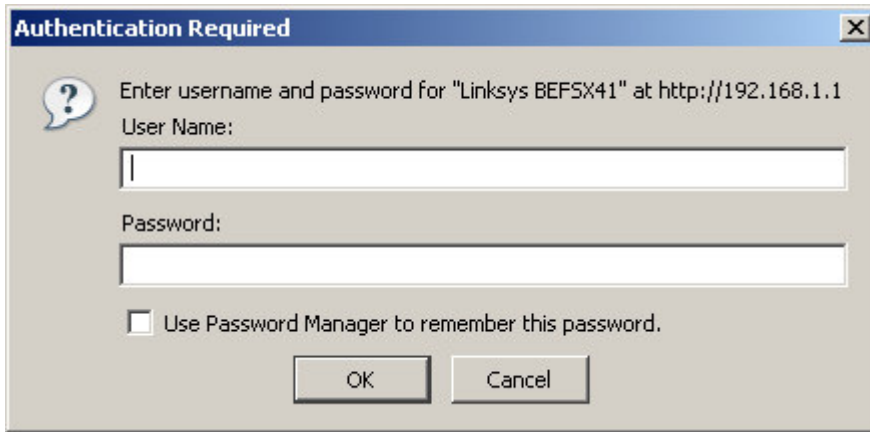 Authentication Required
Enter username and password for "Linksys BEFSX41" at http://192.168.1.1
User Name:
Password:
Use Password Manager to remember this password.
OK Cancel